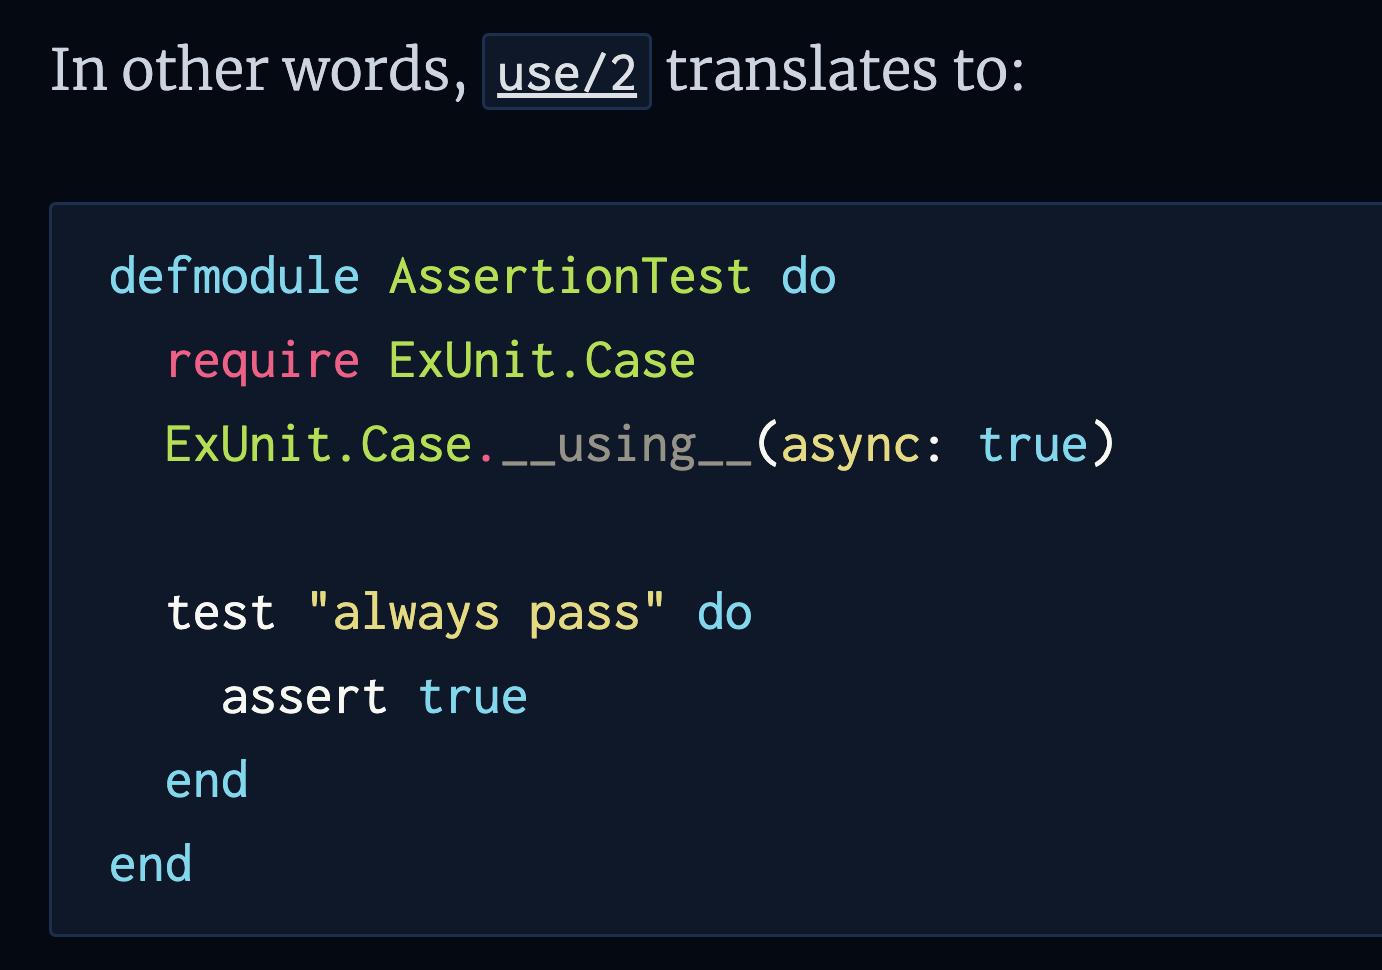 In other words, use/2 translates to:
defmodule AssertionTest do
  require ExUnit.Case
  ExUnit.Case.__using__(async: true)

  test "always pass" do
    assert true
  end
end